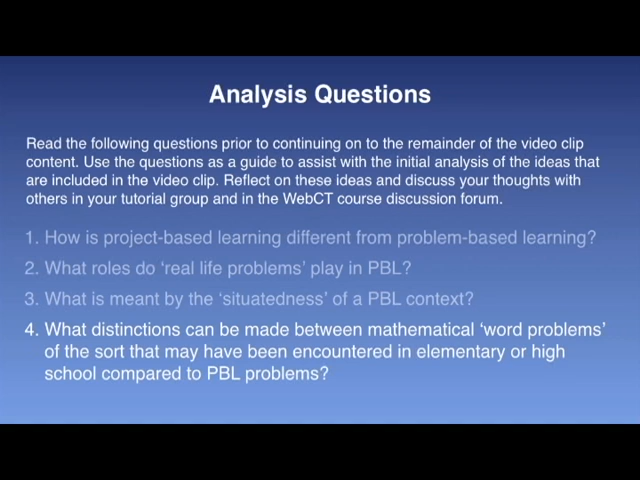 Analysis Questions
Read the following questions prior to continuing on to the remainder of the video clip
content. Use the questions as a guide to assist with the initial analysis of the ideas that
are included in the video clip. Reflect on these ideas and discuss your thoughts with
others in your tutorial group and in the WebCT course discussion forum.
1. How is project-based learning different from problem-based learning?
2. What roles do ‘real life problems’ play in PBL?
3. What is meant by the ‘situatedness’ of a PBL context?
4. What distinctions can be made between mathematical ‘word problems’
of the sort that may have been encountered in elementary or high
school compared to PBL problems?